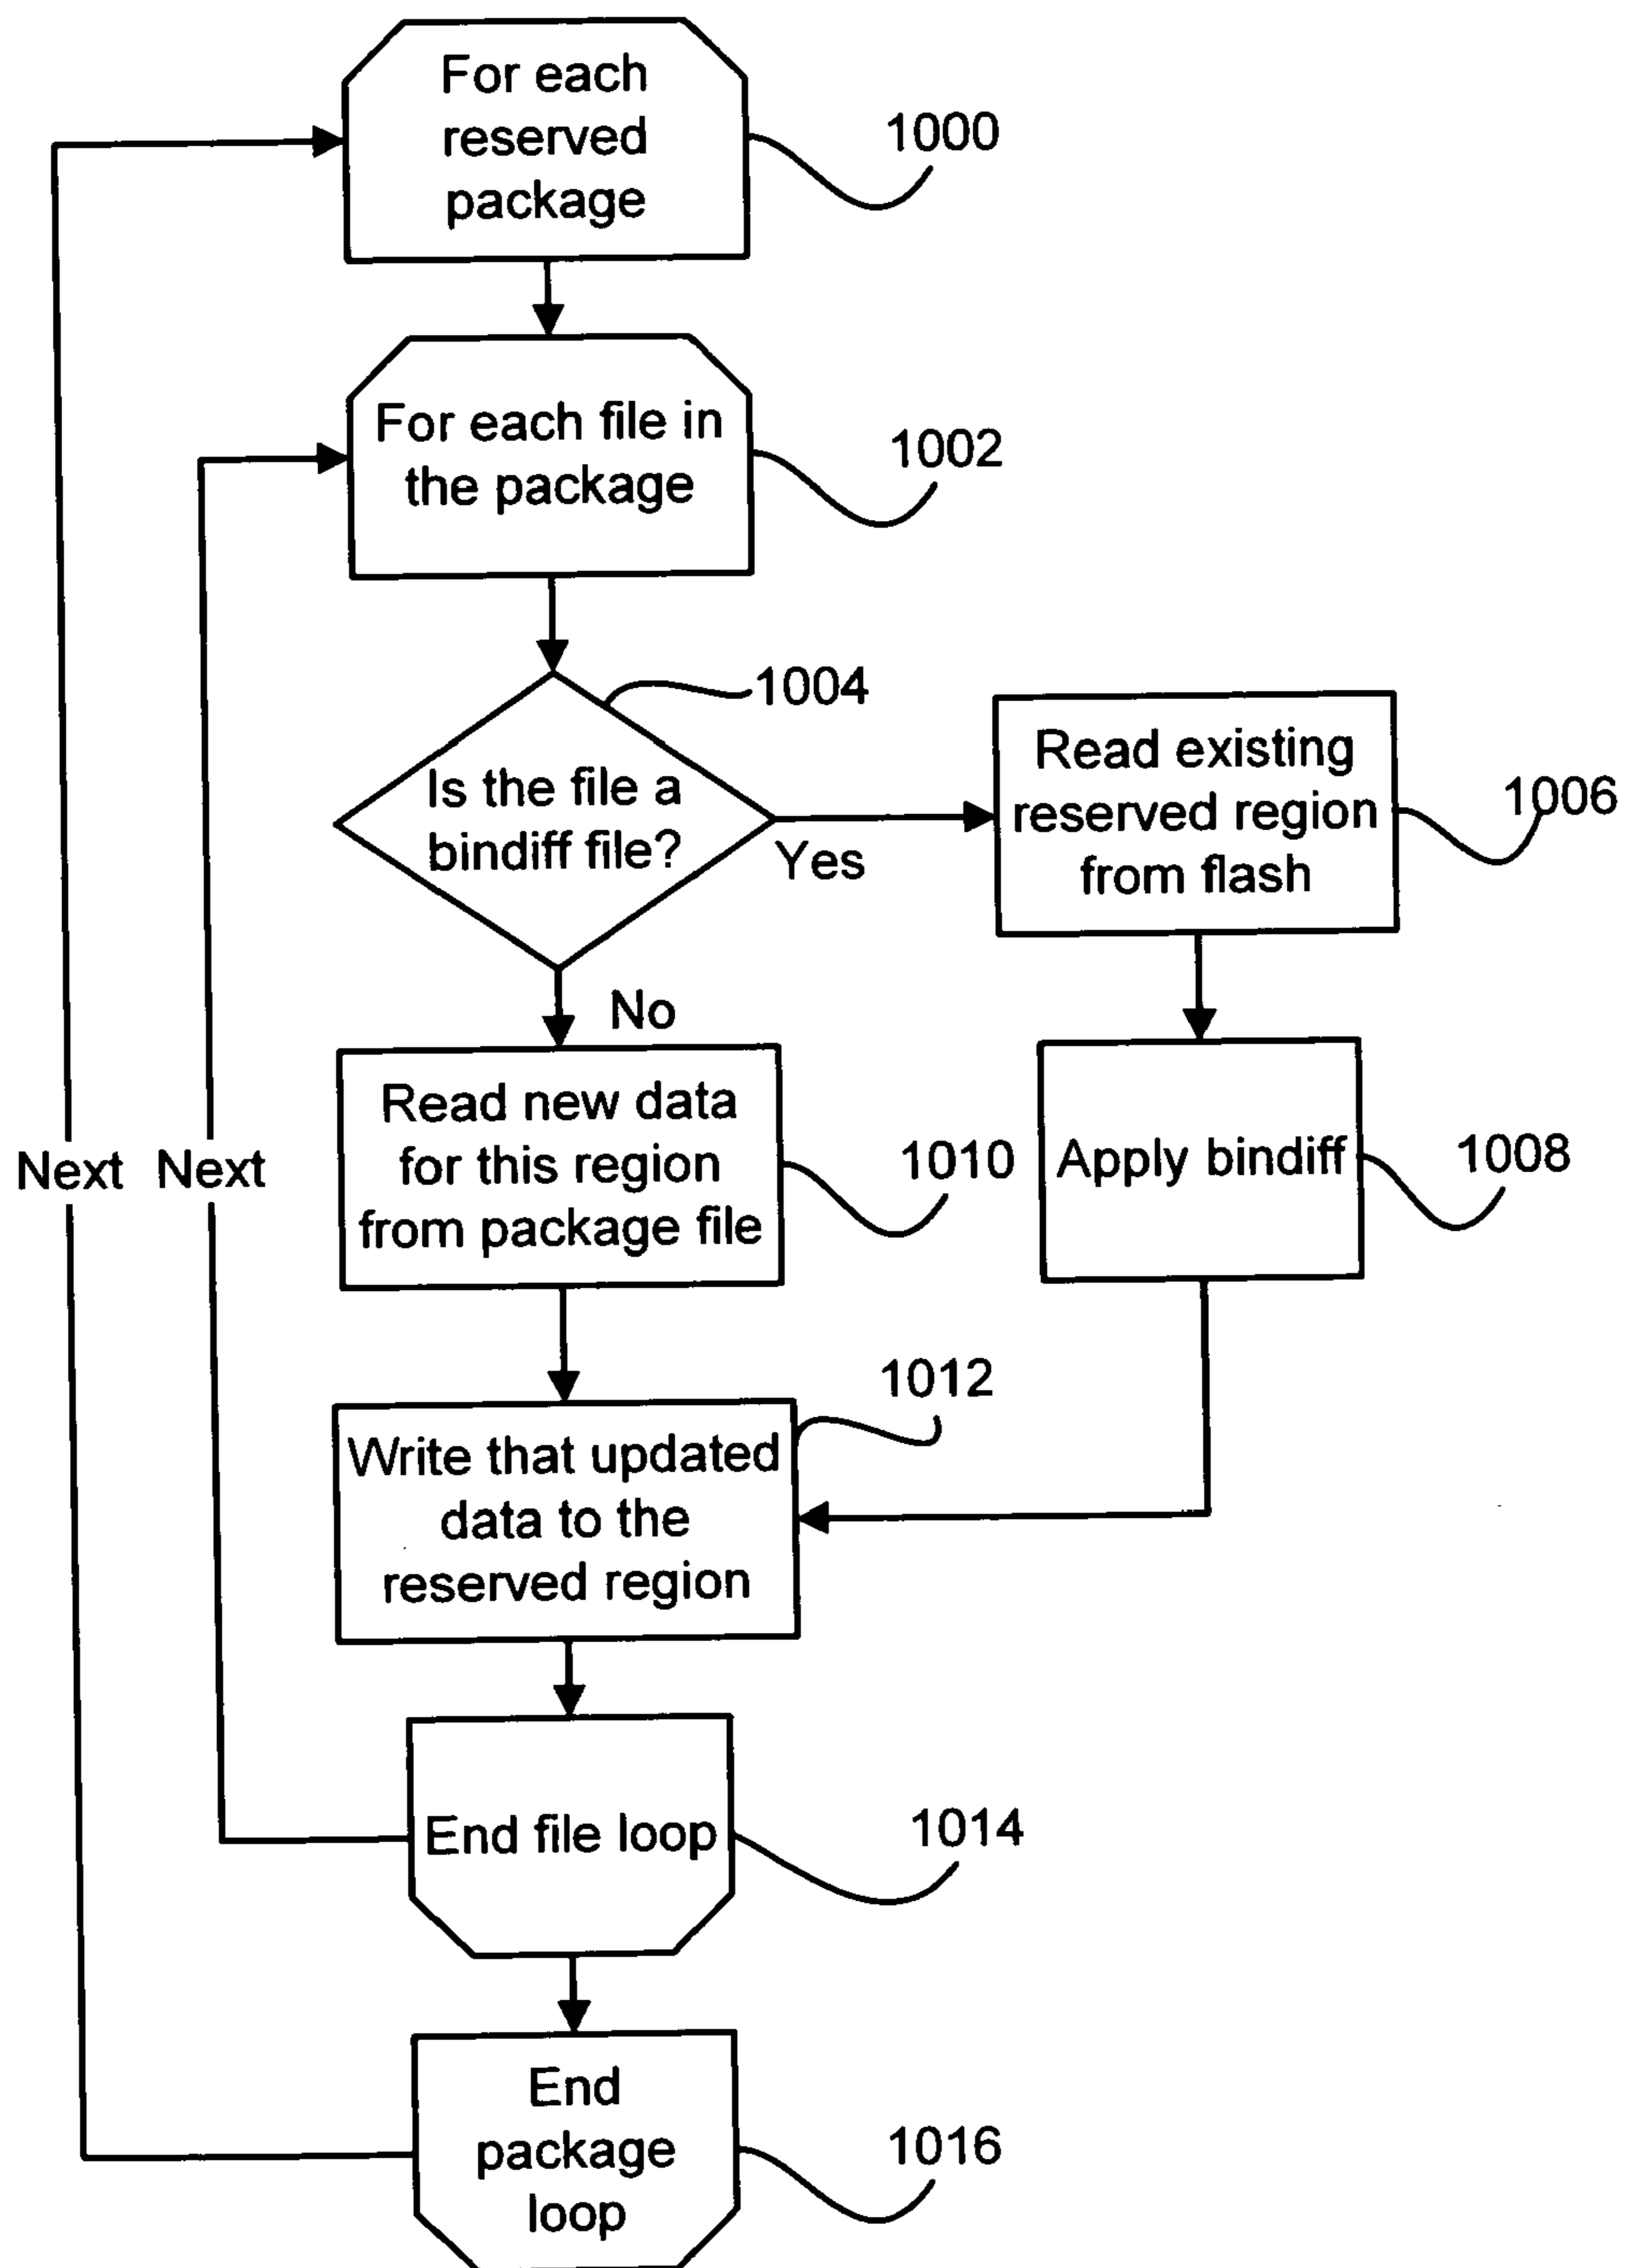 For each
reserved
package
1000
For each file in
the package
1002
1004
Is the file a
bindiff file?
Yes
Read existing
reserved region
from flash
1006
No
Read new data
for this region
from package file
1010
Apply bindiff
1008
Next
Next
1012
Write that updated
data to the
reserved region
End file loop
1014
End
package
loop
1016